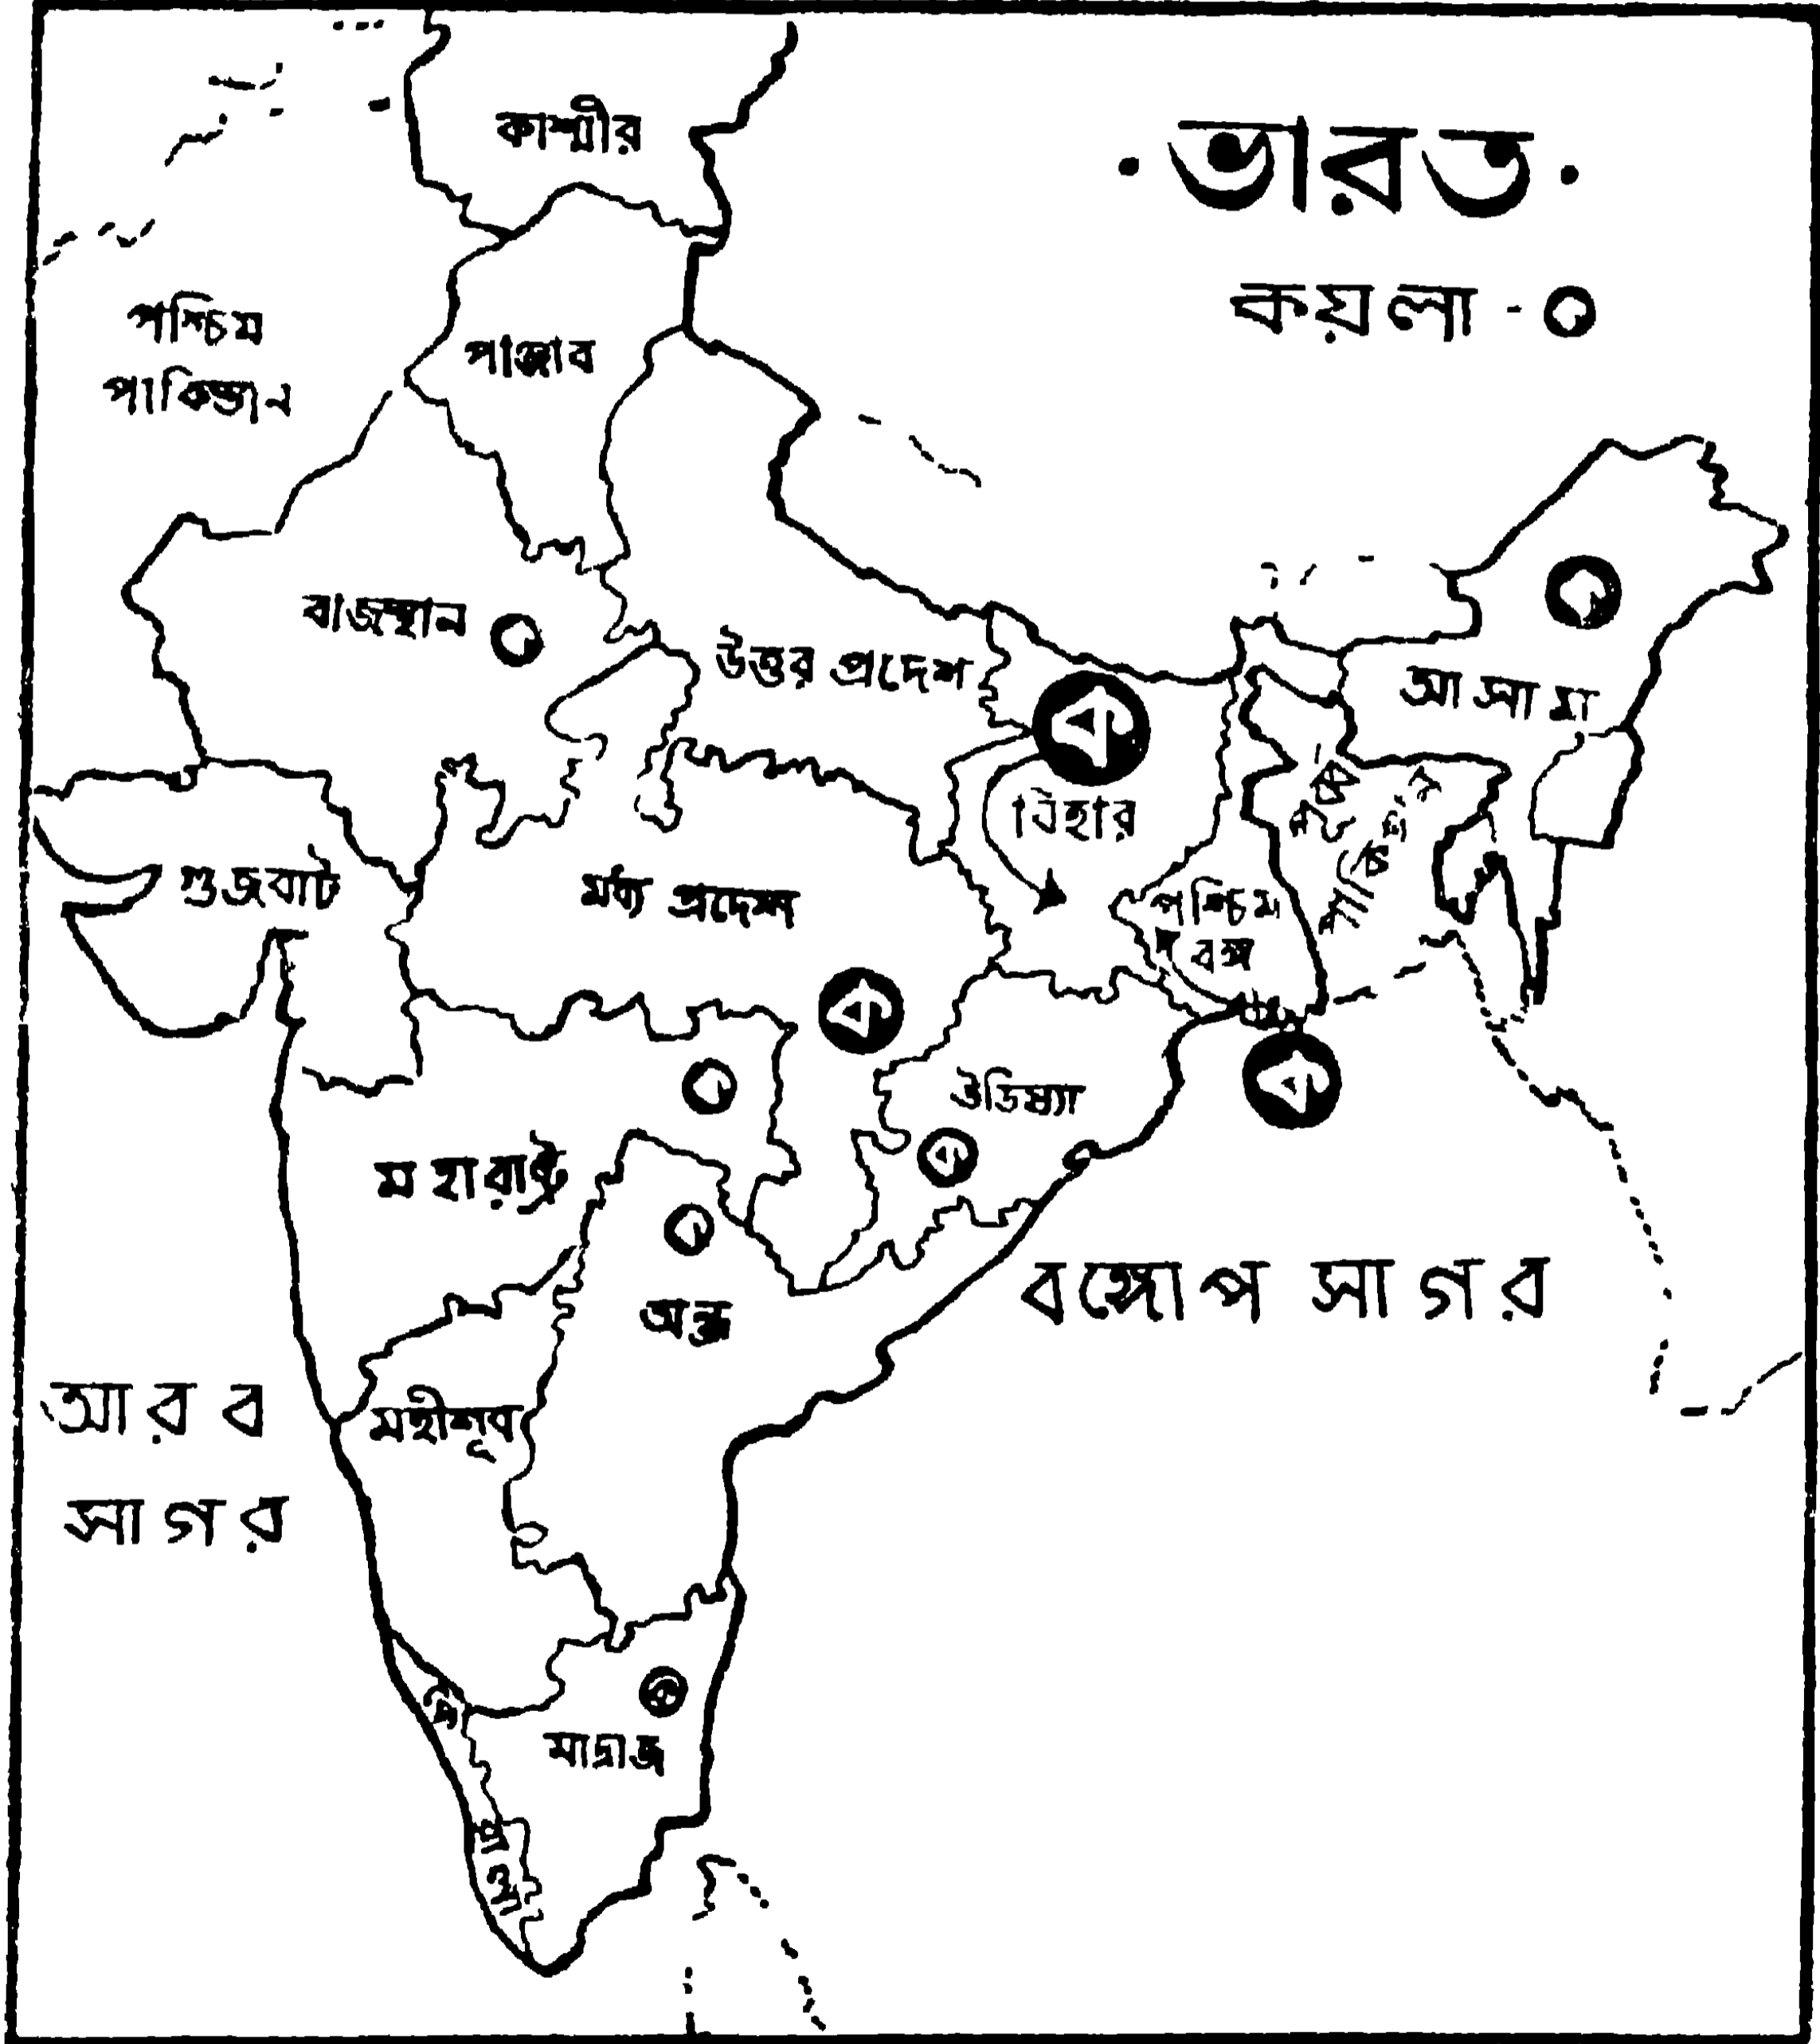 ·ভারত·
কয়লা - ০
কাশ্মীর
পশ্চিম
পাকিস্তান
পাঞ্জাব
রাজস্থান
উত্তর প্রদেশ
আসাম
বিহার
গুজরাট
মধ্য প্রদেশ
পশ্চিম
বঙ্গ
উড়িষ্যা
মহারাষ্ট্র
অন্ধ্র
বঙ্গোপ সাগর
আরব
সাগর
মহীশূর
মাদ্রাজ